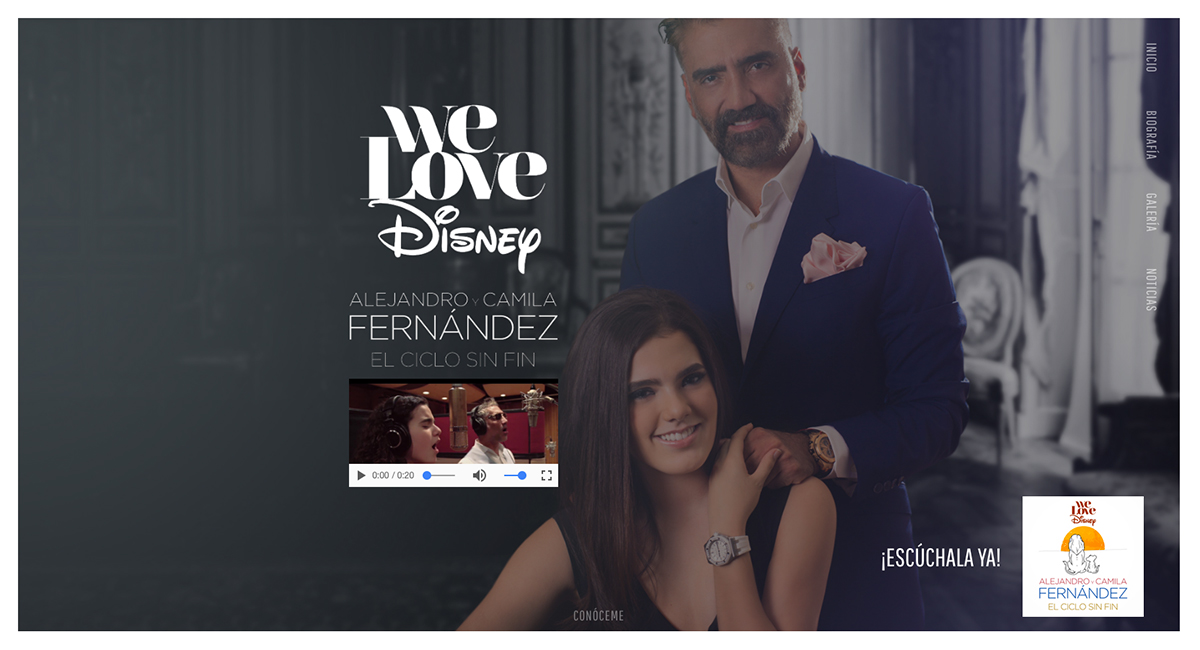 INICIO
BIOGRAFÍA
GALERÍA
NOTICIAS
we
Love
Disney
ALEJANDRO Y CAMILA
FERNÁNDEZ
EL CICLO SIN FIN
0:00 / 0:20
¡ESCÚCHALA YA!
we
Love
Disney
ALEJANDRO Y CAMILA
FERNÁNDEZ
EL CICLO SIN FIN
CONÓCEME